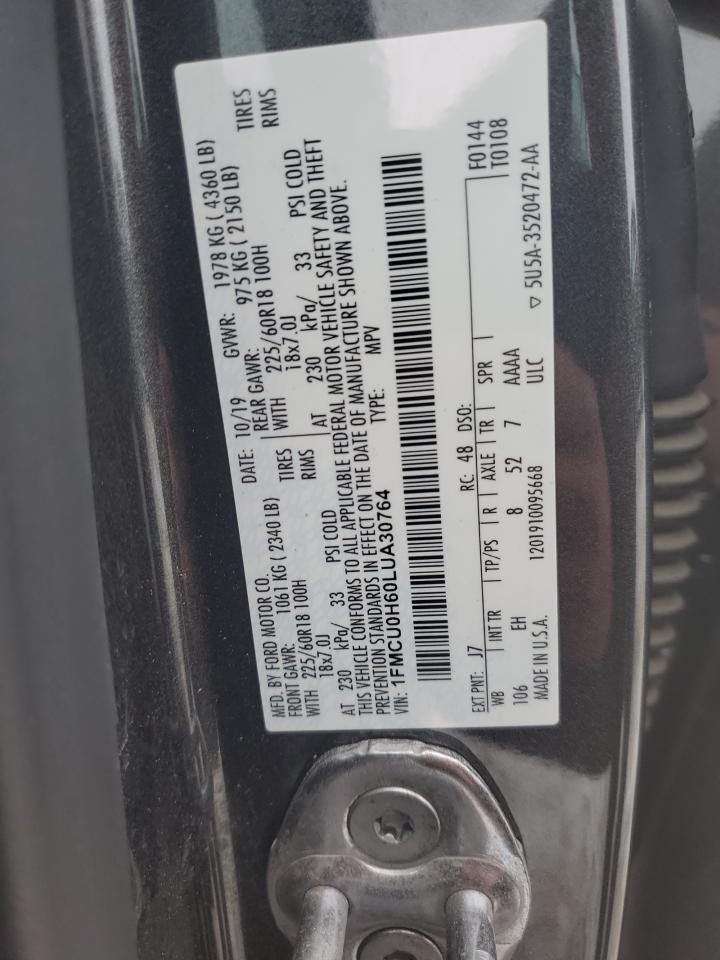 MFD. BY FORD MOTOR CO. DATE: 10/19 GVWR: 1978 KG ( 4360 LB)
FRONT GAWR: 1061 KG ( 2340 LB) REAR GAWR: 975 KG ( 2150 LB)
WITH 225/60R18 100H TIRES WITH 225/60R18 100H TIRES
18x7.0J RIMS 18x7.0J RIMS
AT 230 kPa/ 33 PSI COLD AT 230 kPa/ 33 PSI COLD
THIS VEHICLE CONFORMS TO ALL APPLICABLE FEDERAL MOTOR VEHICLE SAFETY AND THEFT
PREVENTION STANDARDS IN EFFECT ON THE DATE OF MANUFACTURE SHOWN ABOVE.
VIN: 1FMCU0H60LUA30764 TYPE: MPV
EXT PNT: J7 RC: 48 DSO: F0144
WB INT TR TP/PS R AXLE TR SPR T0108
106 EH 8 52 7 AAAA
MADE IN U.S.A. 1201910095668 ULC ▽ 5U5A-3520472-AA